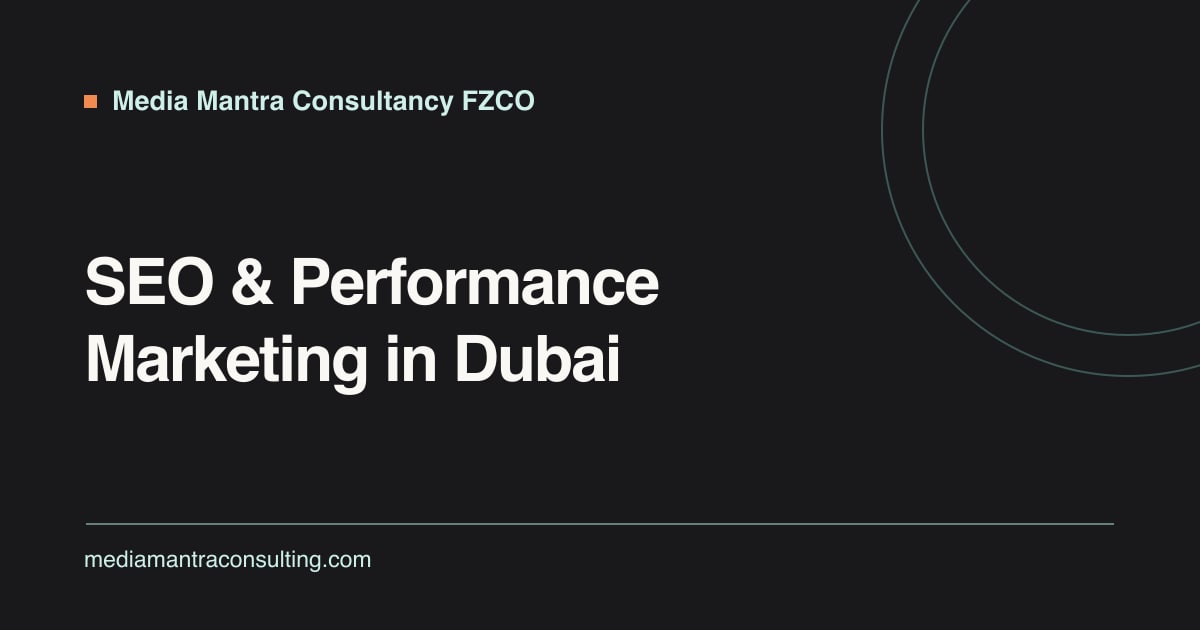 Media Mantra Consultancy FZCO
SEO & Performance
Marketing in Dubai
mediamantraconsulting.com